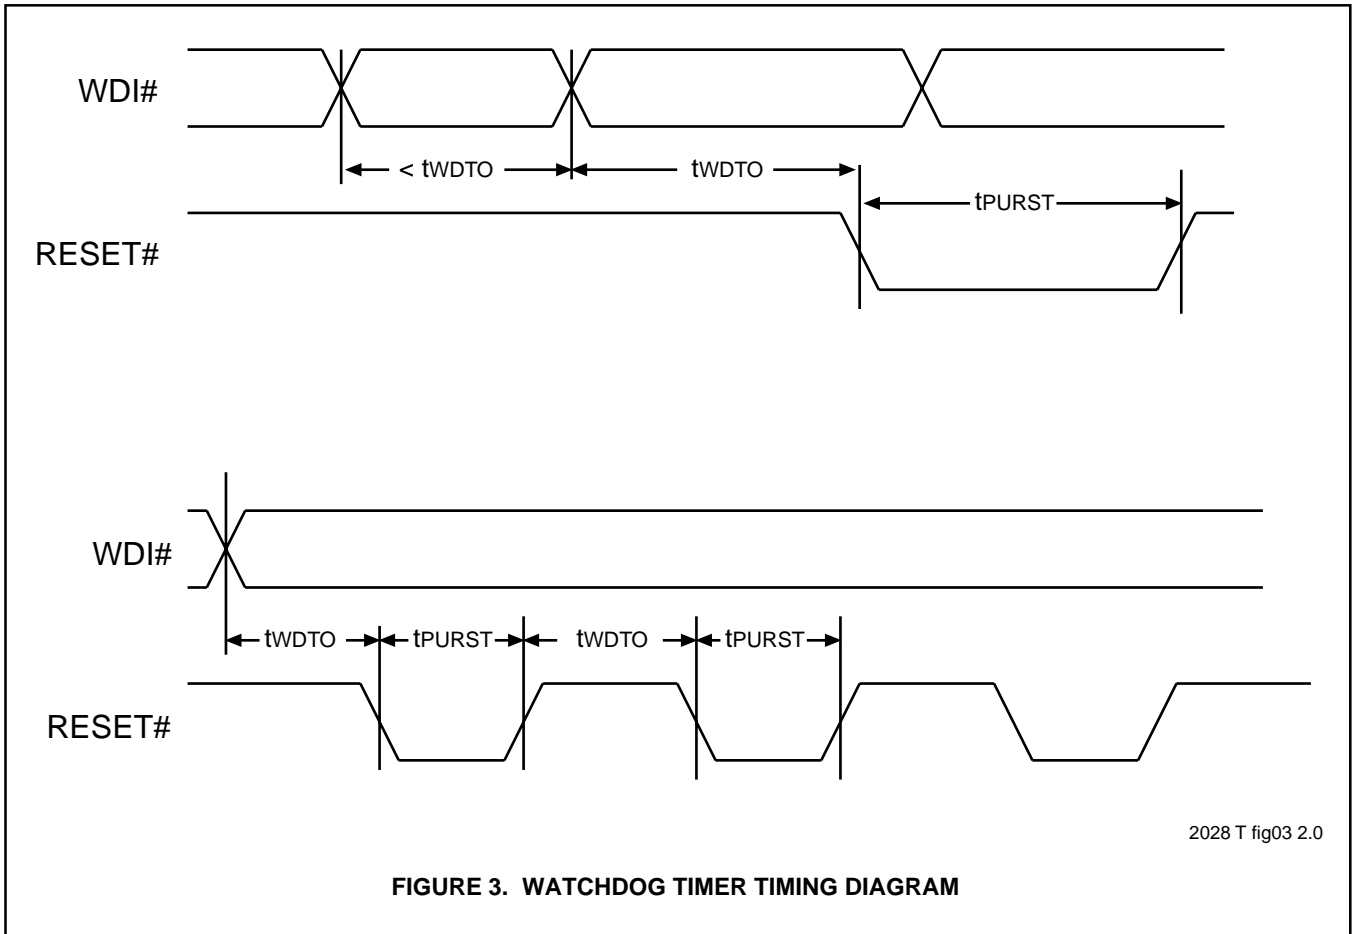 WDI#
< tWDTO
tWDTO
tPURST
RESET#
WDI#
tWDTO
tPURST
tWDTO
tPURST
RESET#
2028 T fig03 2.0
FIGURE 3. WATCHDOG TIMER TIMING DIAGRAM